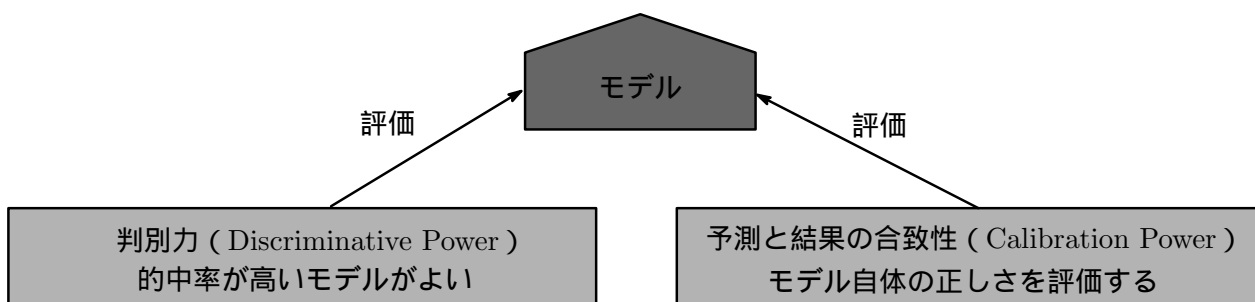 モデル
評価
評価
判別力（Discriminative Power）
的中率が高いモデルがよい
予測と結果の合致性（Calibration Power）
モデル自体の正しさを評価する